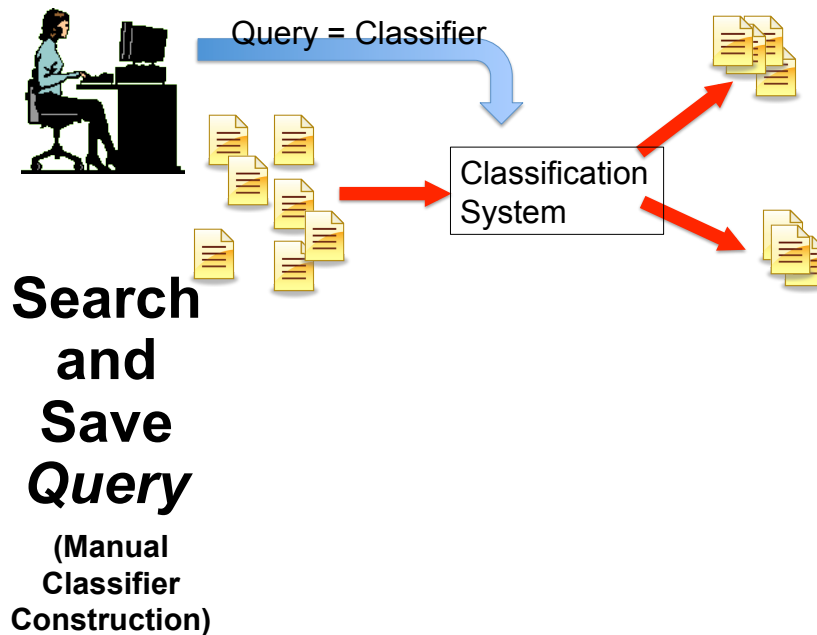 Query = Classifier
Classification
System
Search
and
Save
Query
(Manual
Classifier
Construction)